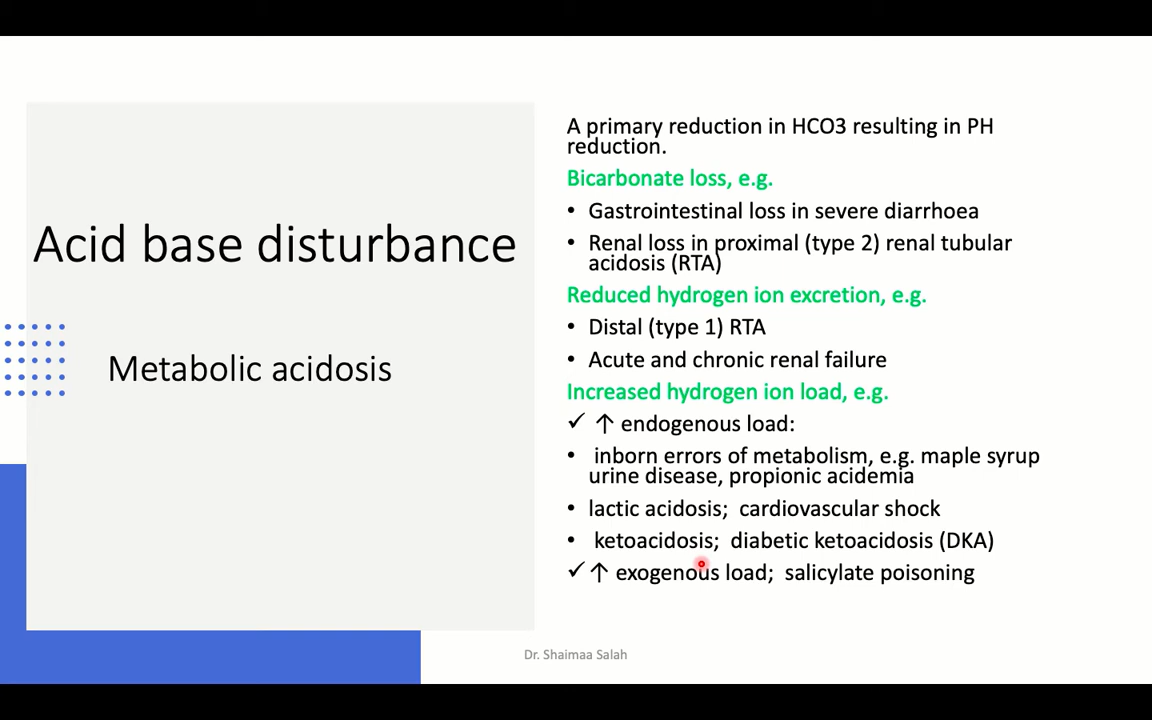 Acid base disturbance
Metabolic acidosis
A primary reduction in HCO3 resulting in PH
reduction.
Bicarbonate loss, e.g.
• Gastrointestinal loss in severe diarrhoea
• Renal loss in proximal (type 2) renal tubular
acidosis (RTA)
Reduced hydrogen ion excretion, e.g.
• Distal (type 1) RTA
• Acute and chronic renal failure
Increased hydrogen ion load, e.g.
✓ ↑ endogenous load:
• inborn errors of metabolism, e.g. maple syrup
urine disease, propionic acidemia
• lactic acidosis; cardiovascular shock
• ketoacidosis; diabetic ketoacidosis (DKA)
✓ ↑ exogenous load; salicylate poisoning
Dr. Shaimaa Salah